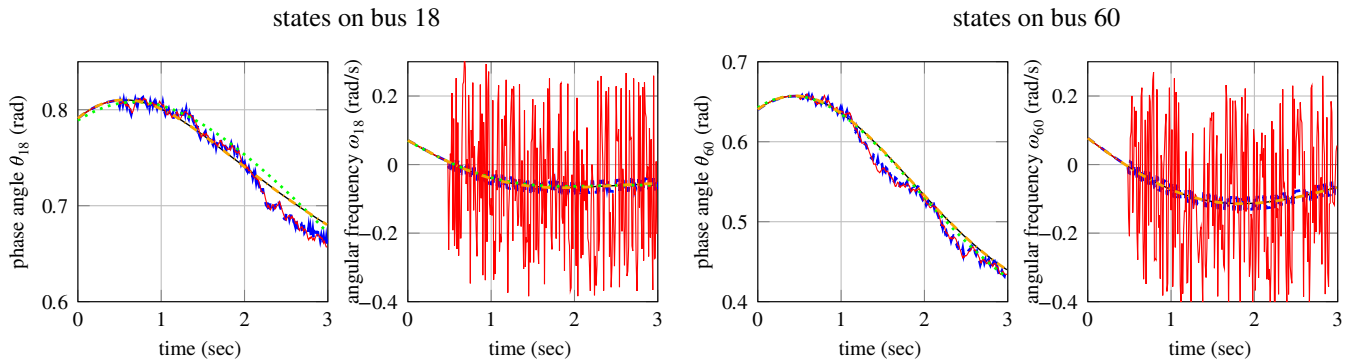 states on bus 18
states on bus 60
phase angle θ18 (rad)
0.8
0.7
0.6
0 1 2 3
time (sec)
angular frequency ω18 (rad/s)
0.2
0
−0.2
−0.4
0 1 2 3
time (sec)
phase angle θ60 (rad)
0.7
0.6
0.5
0.4
0 1 2 3
time (sec)
angular frequency ω60 (rad/s)
0.2
0
−0.2
−0.4
0 1 2 3
time (sec)